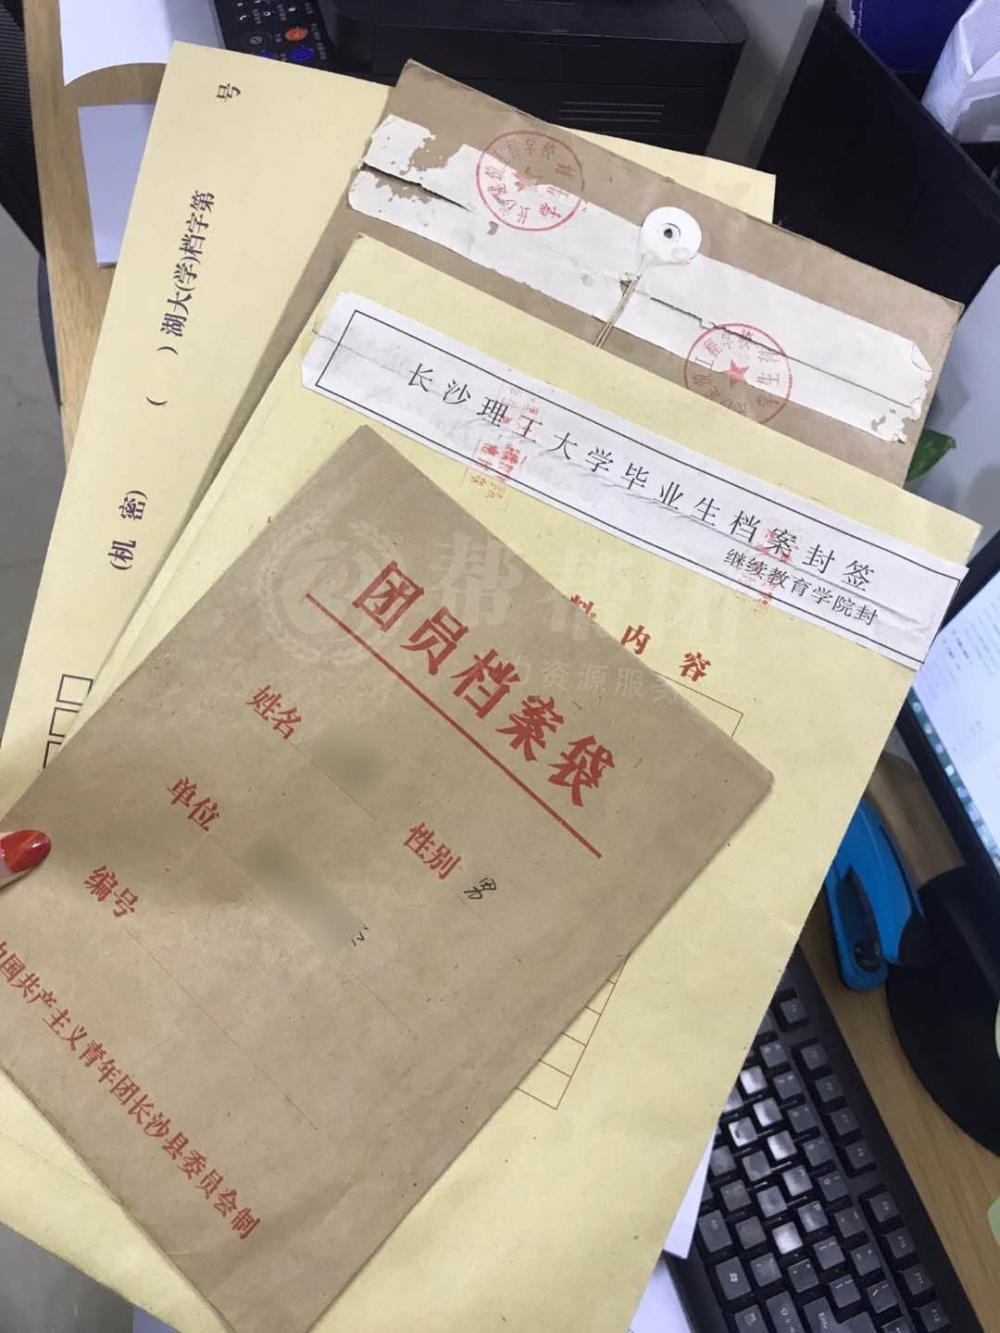 号
湖大(学)档字第
(　　)
(机 密)
长沙理工大学毕业生档案封签
继续教育学院封
内容
团员档案袋
姓名
性别 男
单位
编号
中国共产主义青年团长沙县委员会制
资源服务